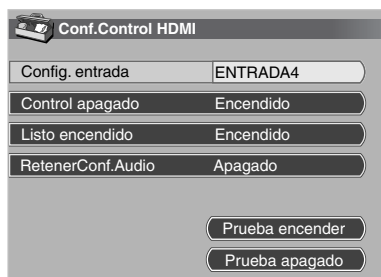 Conf.Control HDMI
Config. entrada ENTRADA4
Control apagado Encendido
Listo encendido Encendido
RetenerConf.Audio Apagado
Prueba encender
Prueba apagado